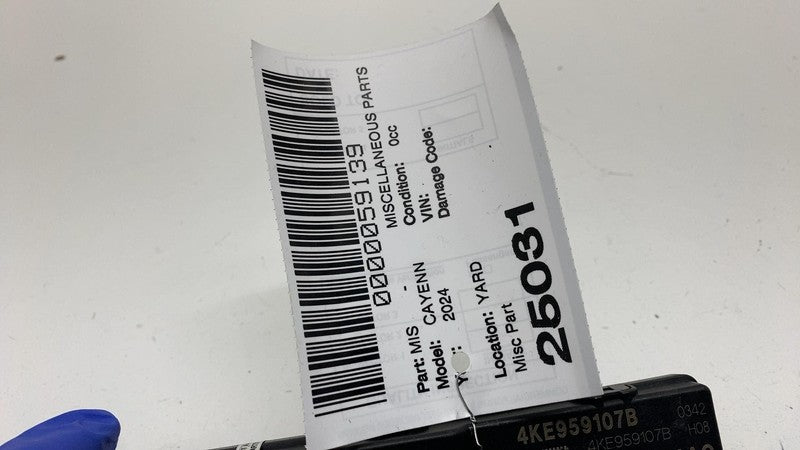 0000059139
MISCELLANEOUS PARTS
Part: MIS -
Condition: 0cc
Model: CAYENN
VIN:
2024
Damage Code:
Location: YARD
Misc Part
25031
4KE959107B
0342
4KE959107B
H08